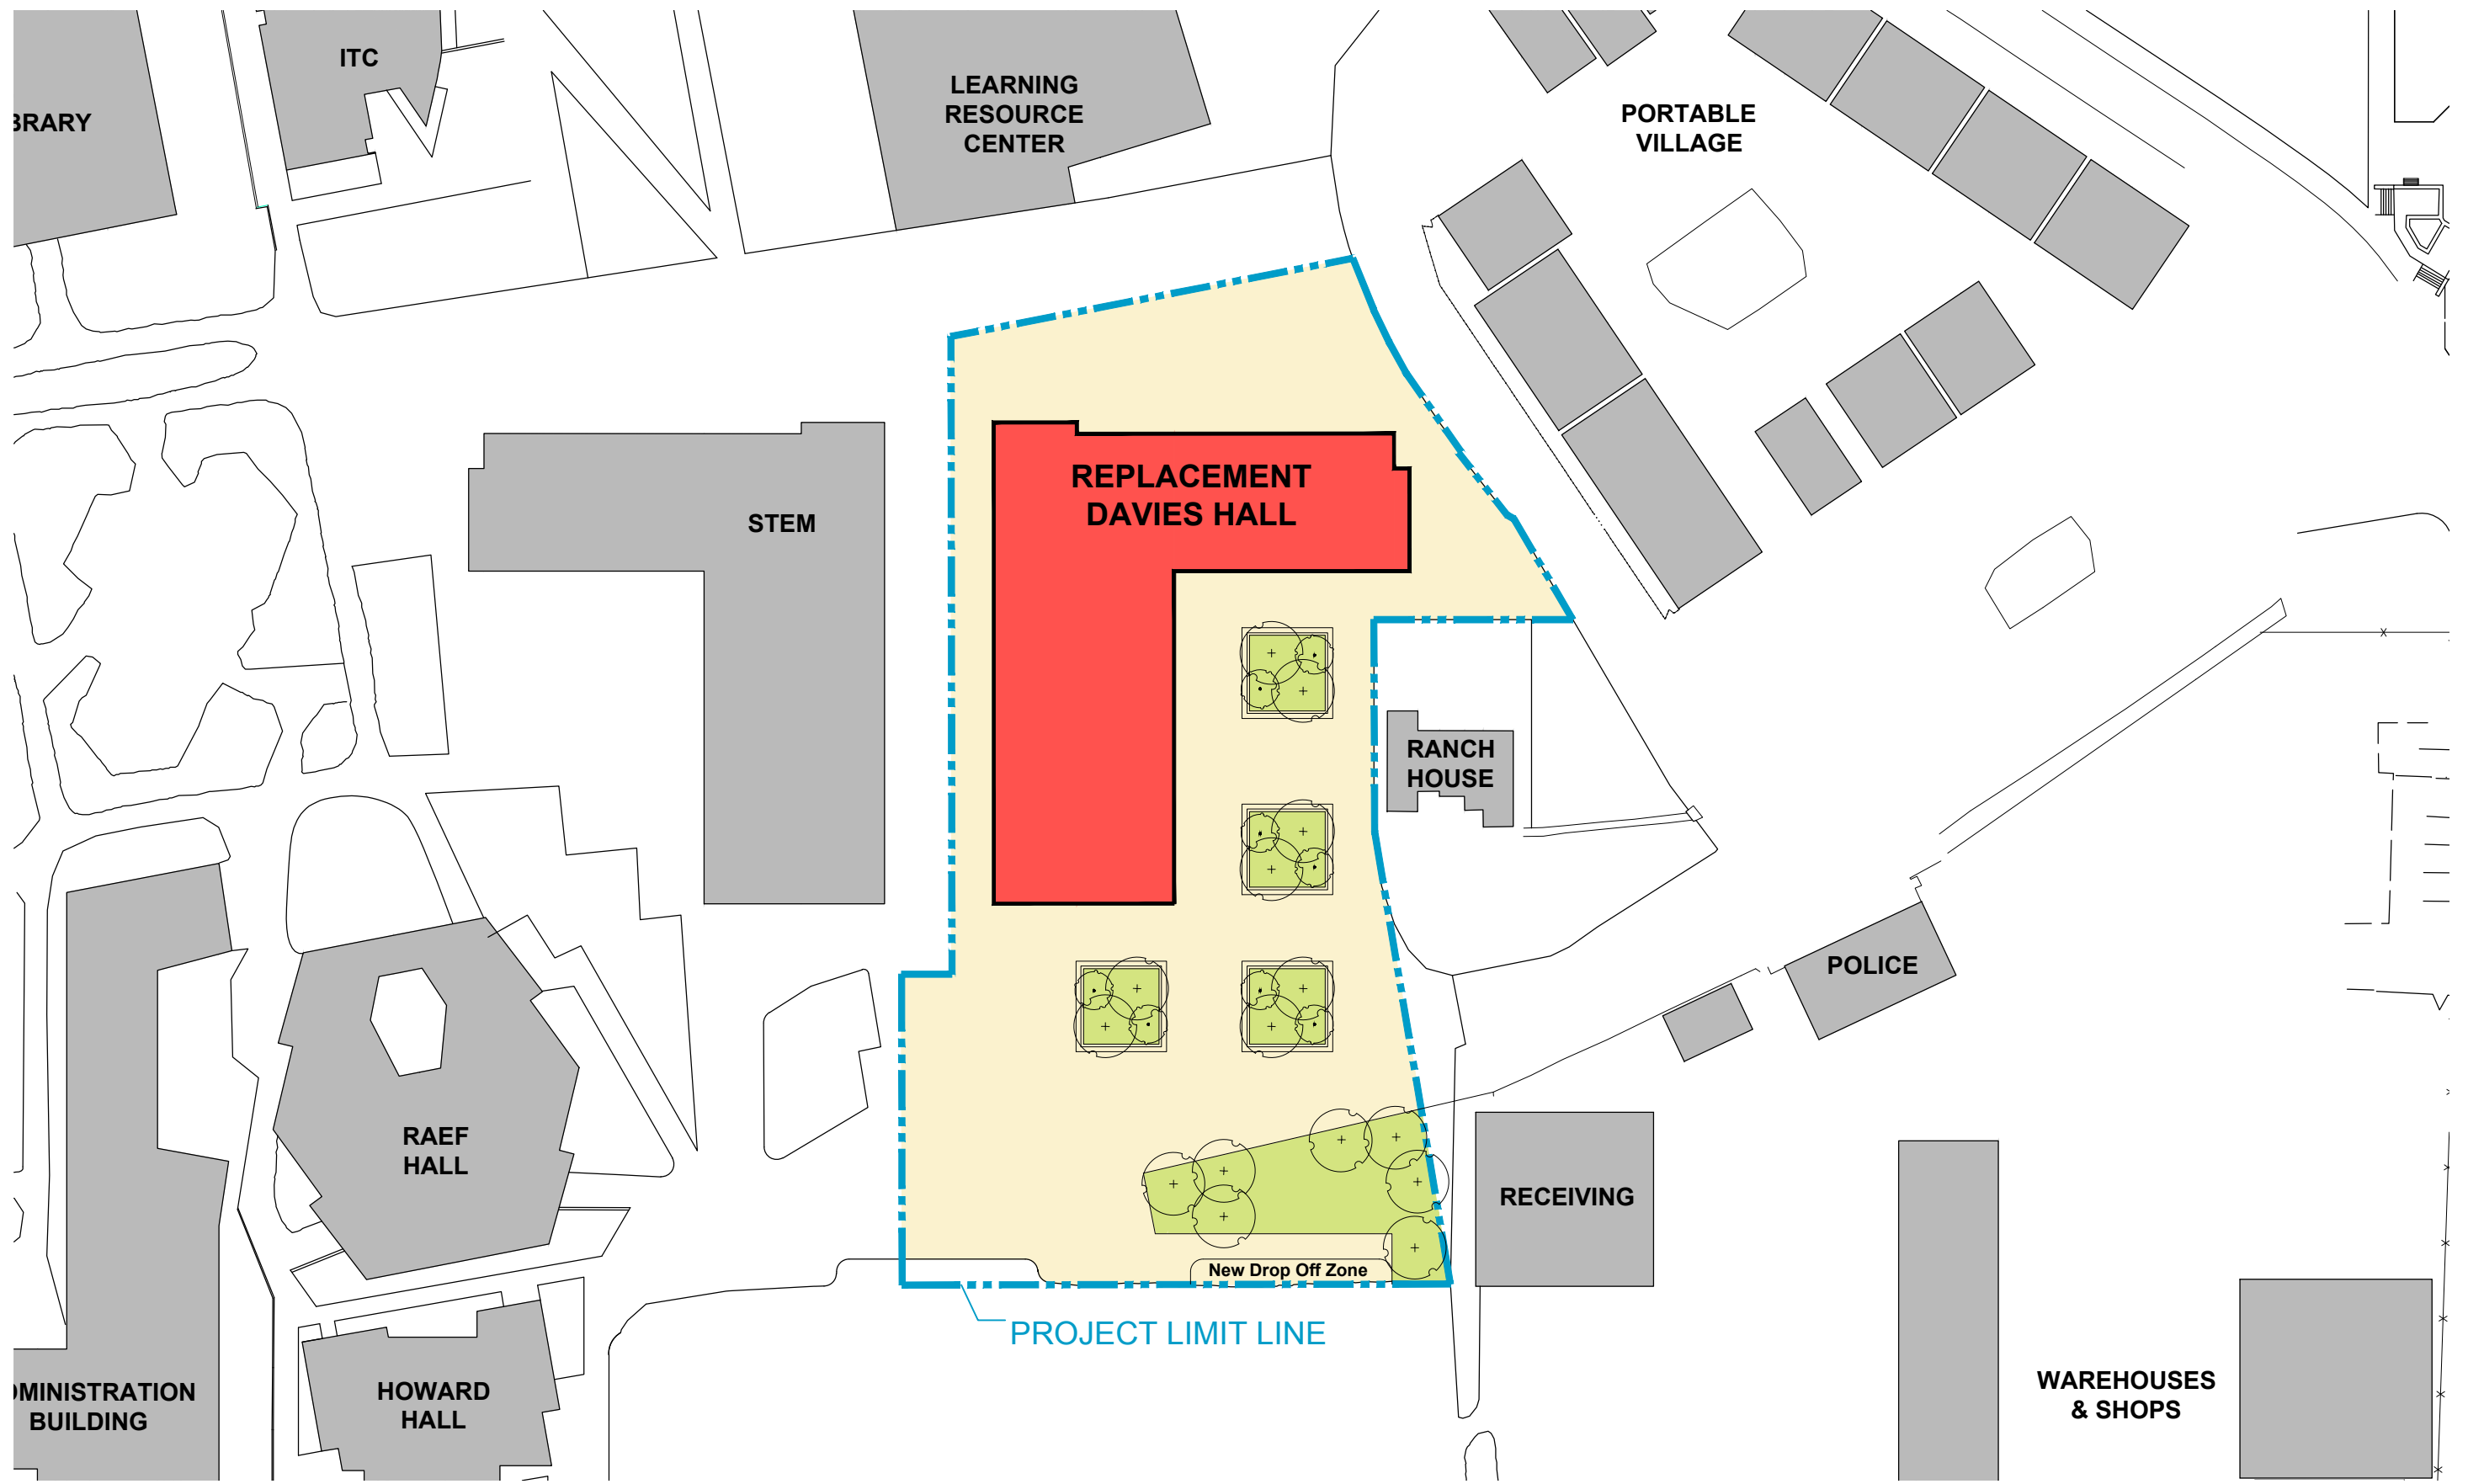 ITC
BRARY
LEARNING
RESOURCE
CENTER
PORTABLE
VILLAGE
STEM
REPLACEMENT
DAVIES HALL
RANCH
HOUSE
POLICE
RAEF
HALL
RECEIVING
New Drop Off Zone
PROJECT LIMIT LINE
MINISTRATION
BUILDING
HOWARD
HALL
WAREHOUSES
& SHOPS